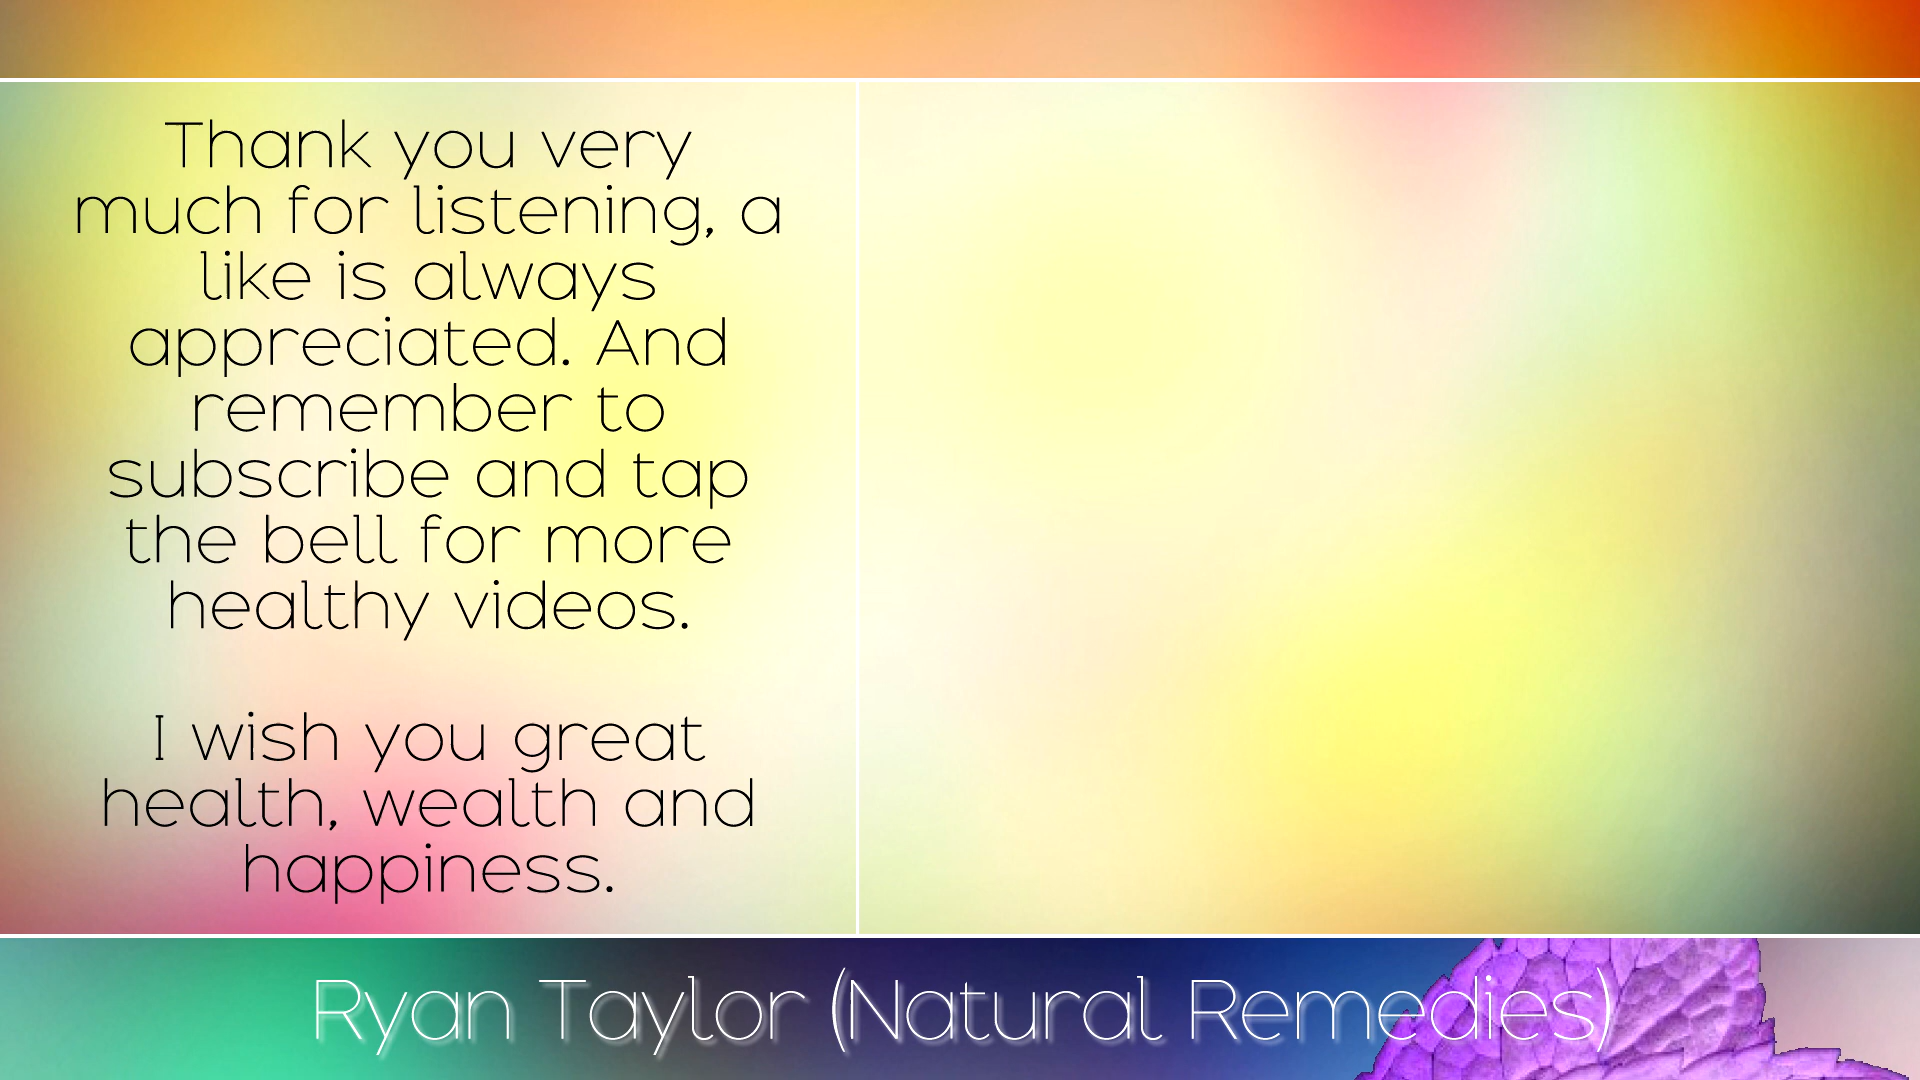 Thank you very
much for listening, a
like is always
appreciated. And
remember to
subscribe and tap
the bell for more
healthy videos.
I wish you great
health, wealth and
happiness.
Ryan Taylor (Natural Remedies)